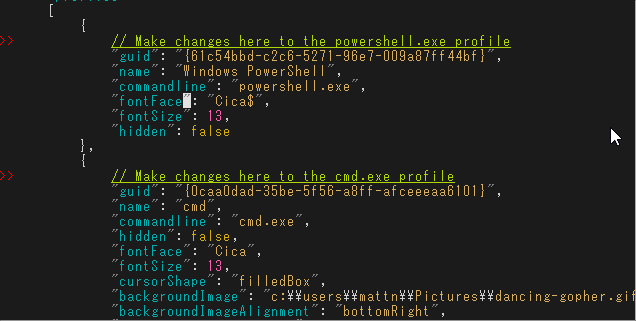 [
{
>> // Make changes here to the powershell.exe profile
"guid": "{61c54bbd-c2c6-5271-96e7-009a87ff44bf}",
"name": "Windows PowerShell",
"commandline": "powershell.exe",
"fontFace": "Cica$",
"fontSize": 13,
"hidden": false
},
{
>> // Make changes here to the cmd.exe profile
"guid": "{0caa0dad-35be-5f56-a8ff-afceeeaa6101}",
"name": "cmd",
"commandline": "cmd.exe",
"hidden": false,
"fontFace": "Cica",
"fontSize": 13,
"cursorShape": "filledBox",
"backgroundImage": "c:¥¥users¥¥mattn¥¥Pictures¥¥dancing-gopher.gif
"backgroundImageAlignment": "bottomRight",